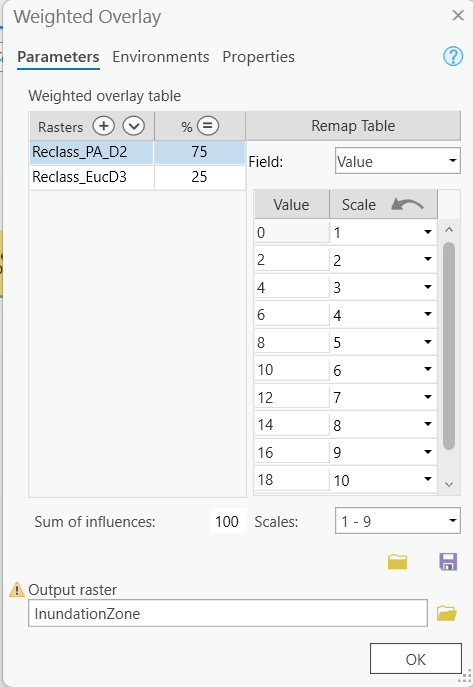 Weighted Overlay
Parameters Environments Properties
Weighted overlay table
Rasters % Remap Table
Reclass_PA_D2 75
Reclass_EucD3 25
Field: Value
Value Scale
0 1
2 2
4 3
6 4
8 5
10 6
12 7
14 8
16 9
18 10
Sum of influences: 100 Scales: 1 - 9
Output raster
InundationZone
OK